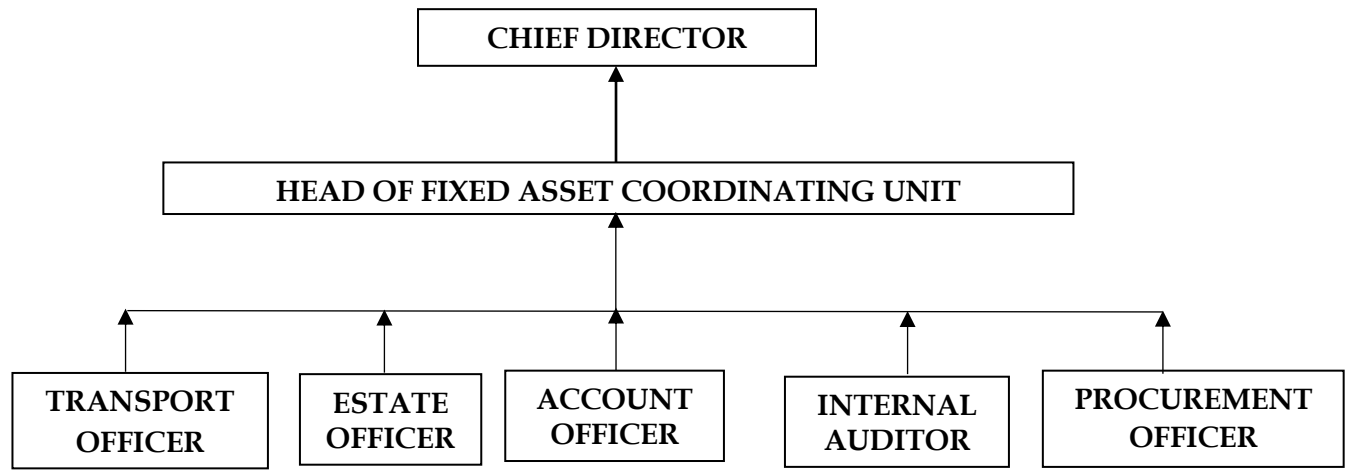 CHIEF DIRECTOR
HEAD OF FIXED ASSET COORDINATING UNIT
TRANSPORT
OFFICER
ESTATE
OFFICER
ACCOUNT
OFFICER
INTERNAL
AUDITOR
PROCUREMENT
OFFICER